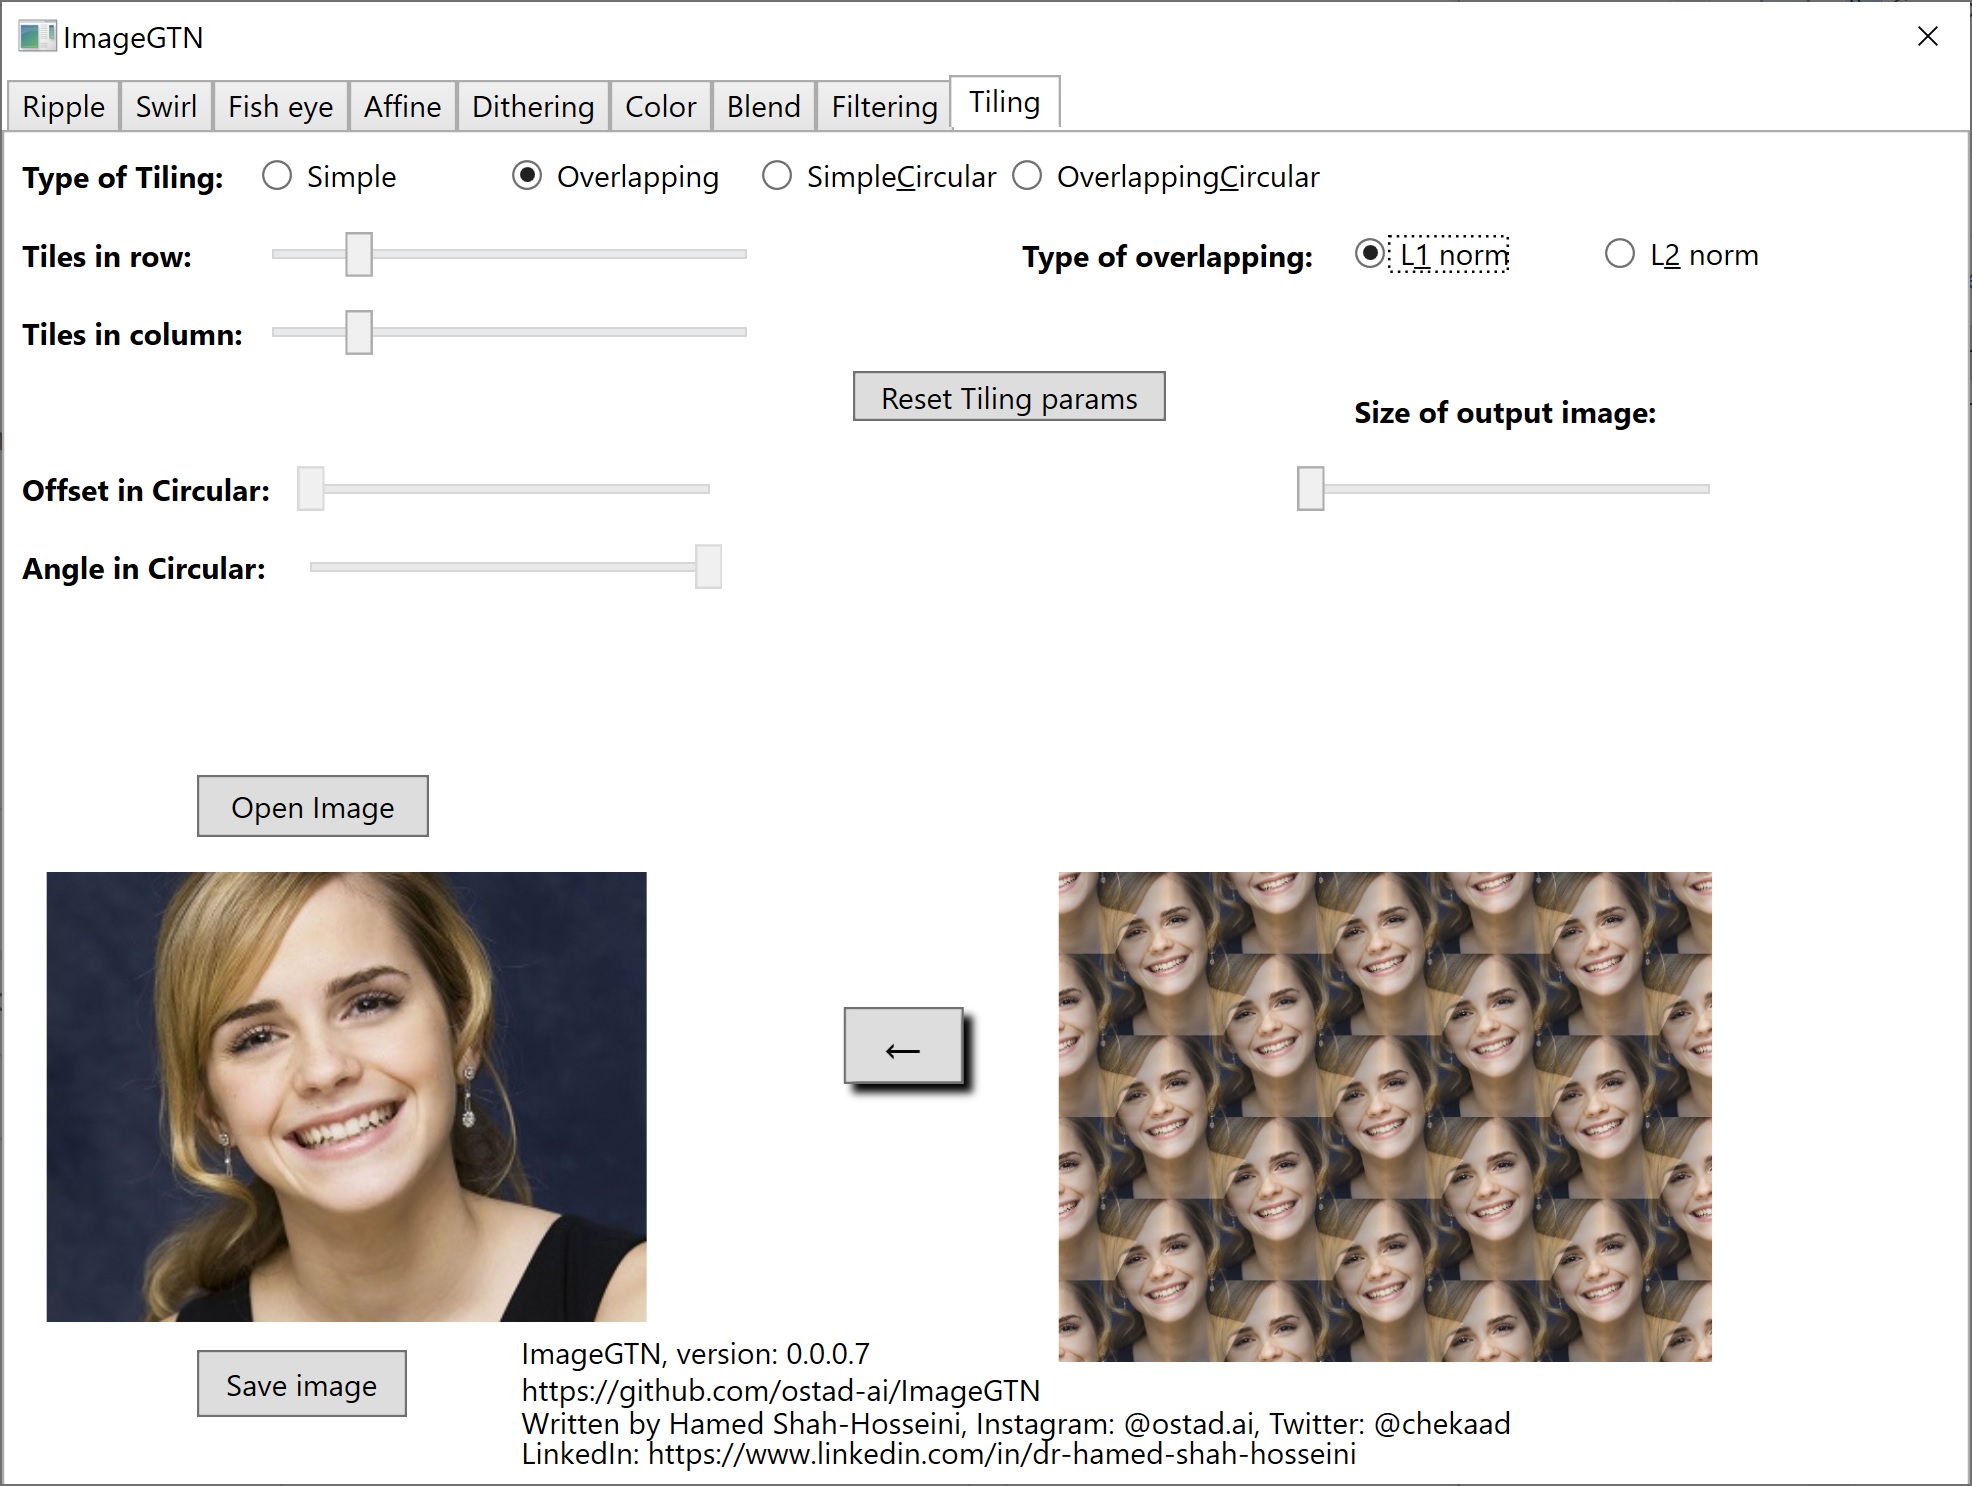 ImageGTN
Ripple Swirl Fish eye Affine Dithering Color Blend Filtering Tiling
Type of Tiling: Simple Overlapping SimpleCircular OverlappingCircular
Tiles in row: Type of overlapping: L1 norm L2 norm
Tiles in column:
Reset Tiling params
Size of output image:
Offset in Circular:
Angle in Circular:
Open Image
←
Save image
ImageGTN, version: 0.0.0.7
https://github.com/ostad-ai/ImageGTN
Written by Hamed Shah-Hosseini, Instagram: @ostad.ai, Twitter: @chekaad
LinkedIn: https://www.linkedin.com/in/dr-hamed-shah-hosseini